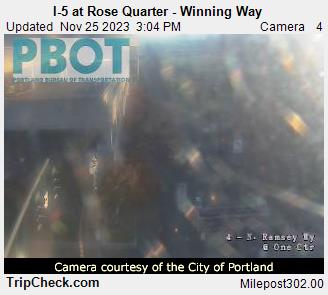 I-5 at Rose Quarter - Winning Way
Updated Nov 25 2023 3:04 PM Camera 4
PBOT
PORTLAND BUREAU OF TRANSPORTATION
4 - N. Ramsey Wy
@ One Ctr
Camera courtesy of the City of Portland
TripCheck.com Milepost302.00